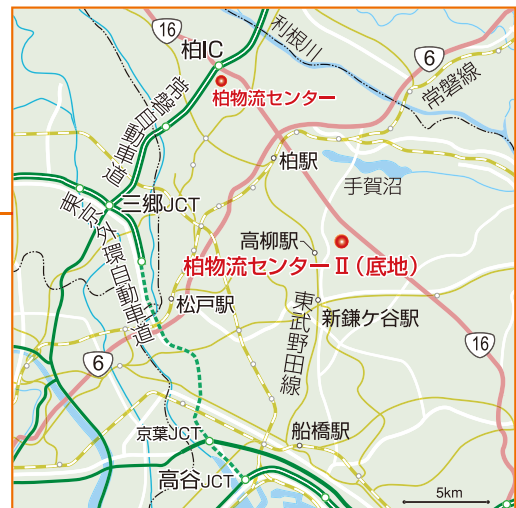 16
柏IC
利根川
6
常磐線
柏物流センター
常磐自動車道
柏駅
手賀沼
三郷JCT
東京外環自動車道
高柳駅
柏物流センターⅡ(底地)
松戸駅
東武野田線
新鎌ケ谷駅
16
6
京葉JCT
船橋駅
高谷JCT
5km